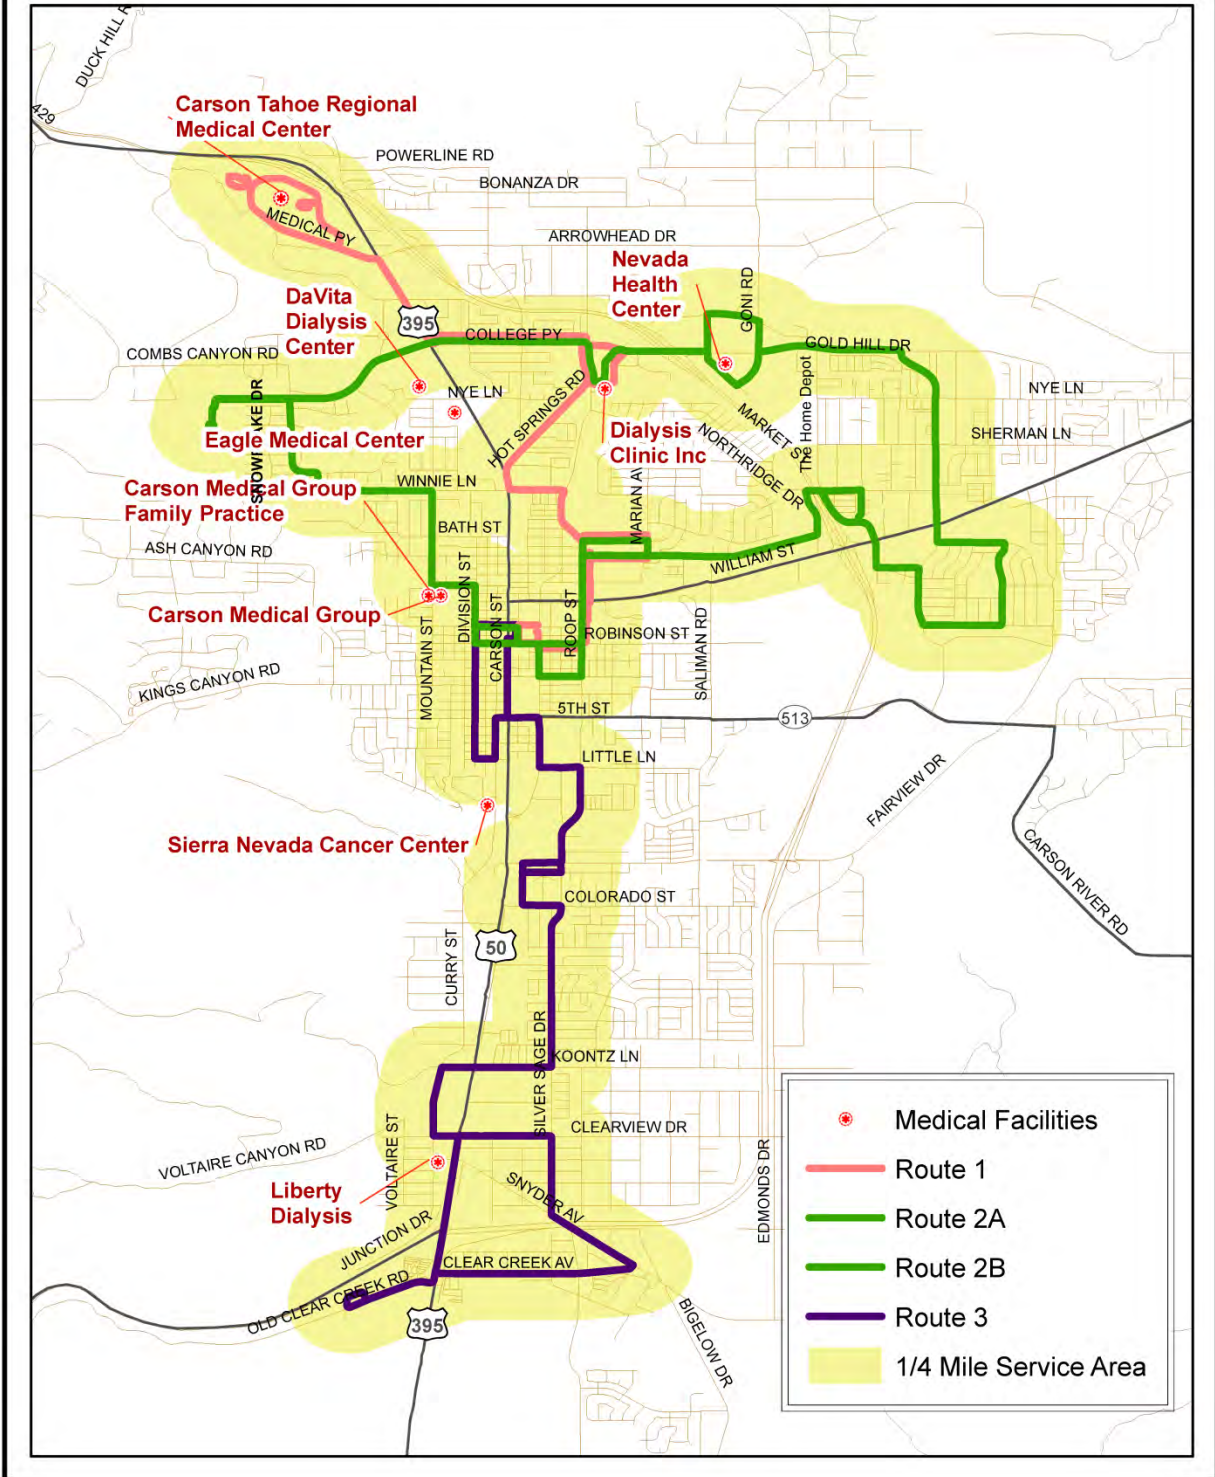 DUCK HILL R
429
Carson Tahoe Regional
Medical Center
POWERLINE RD
BONANZA DR
MEDICAL PY
ARROWHEAD DR
Nevada
Health
Center
GONI RD
DaVita
Dialysis
Center
395
COLLEGE PY
GOLD HILL DR
COMBS CANYON RD
NYE LN
NYE LN
The Home Depot
HOT SPRINGS RD
MARKET ST
NORTHRIDGE DR
SHERMAN LN
Eagle Medical Center
Dialysis
Clinic Inc
WINNIE LN
Carson Medical Group
Family Practice
MARIAN AV
BATH ST
ASH CANYON RD
WILLIAM ST
DIVISION ST
CARSON ST
ROOP ST
Carson Medical Group
ROBINSON ST
MOUNTAIN ST
SALIMAN RD
KINGS CANYON RD
5TH ST
513
LITTLE LN
FAIRVIEW DR
Sierra Nevada Cancer Center
CARSON RIVER RD
COLORADO ST
50
CURRY ST
SILVER SAGE DR
KOONTZ LN
CLEARVIEW DR
VOLTAIRE ST
VOLTAIRE CANYON RD
EDMONDS DR
Liberty
Dialysis
SNYDER AV
JUNCTION DR
CLEAR CREEK AV
OLD CLEAR CREEK RD
395
BIGELOW DR
Medical Facilities
Route 1
Route 2A
Route 2B
Route 3
1/4 Mile Service Area